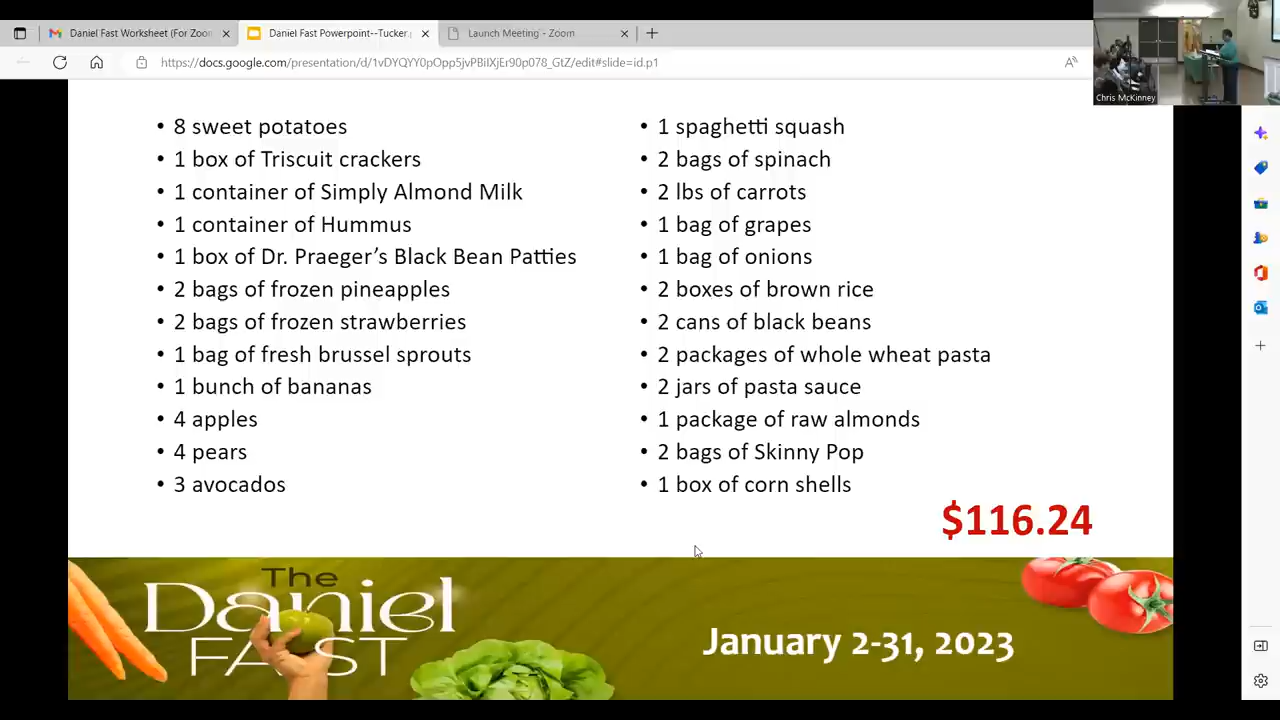 Daniel Fast Worksheet (For Zoo
Daniel Fast Powerpoint--Tucker.
Launch Meeting - Zoom
https://docs.google.com/presentation/d/1vDYQYY0pOpp5jvPBiIXjEr90p078_GtZ/edit#slide=id.p1
Chris McKinney
• 8 sweet potatoes
• 1 box of Triscuit crackers
• 1 container of Simply Almond Milk
• 1 container of Hummus
• 1 box of Dr. Praeger’s Black Bean Patties
• 2 bags of frozen pineapples
• 2 bags of frozen strawberries
• 1 bag of fresh brussel sprouts
• 1 bunch of bananas
• 4 apples
• 4 pears
• 3 avocados
• 1 spaghetti squash
• 2 bags of spinach
• 2 lbs of carrots
• 1 bag of grapes
• 1 bag of onions
• 2 boxes of brown rice
• 2 cans of black beans
• 2 packages of whole wheat pasta
• 2 jars of pasta sauce
• 1 package of raw almonds
• 2 bags of Skinny Pop
• 1 box of corn shells
$116.24
The
Daniel
FAST
January 2-31, 2023